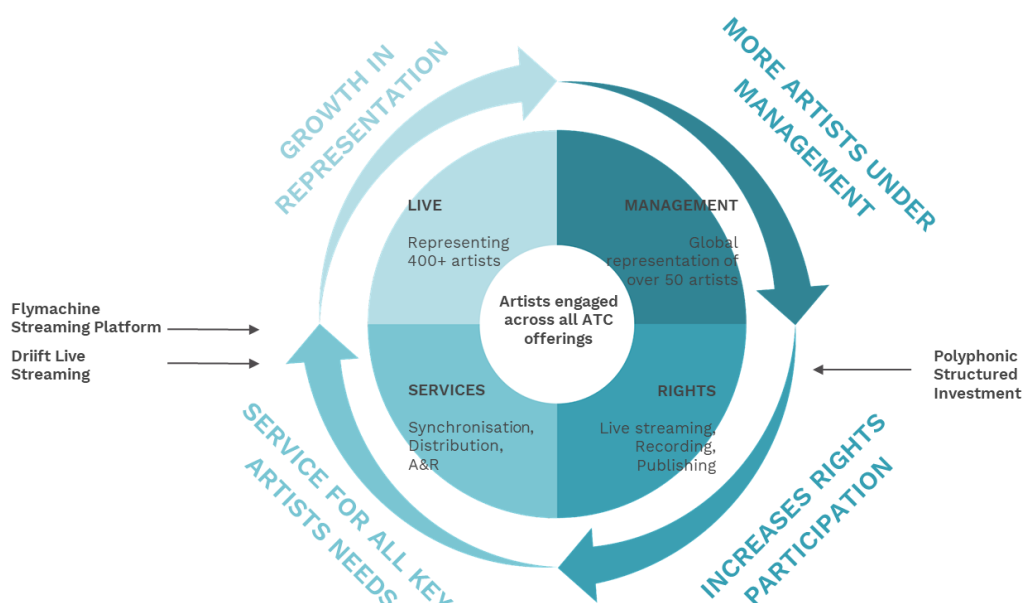 GROWTH IN
REPRESENTATION
MORE ARTISTS UNDER
MANAGEMENT
LIVE
Representing
400+ artists
MANAGEMENT
Global
representation of
over 50 artists
Artists engaged
across all ATC
offerings
Flymachine
Streaming Platform
Driift Live
Streaming
Polyphonic
Structured
Investment
SERVICES
Synchronisation,
Distribution,
A&R
RIGHTS
Live streaming,
Recording,
Publishing
SERVICE FOR ALL KEY
ARTISTS NEEDS
INCREASES RIGHTS
PARTICIPATION